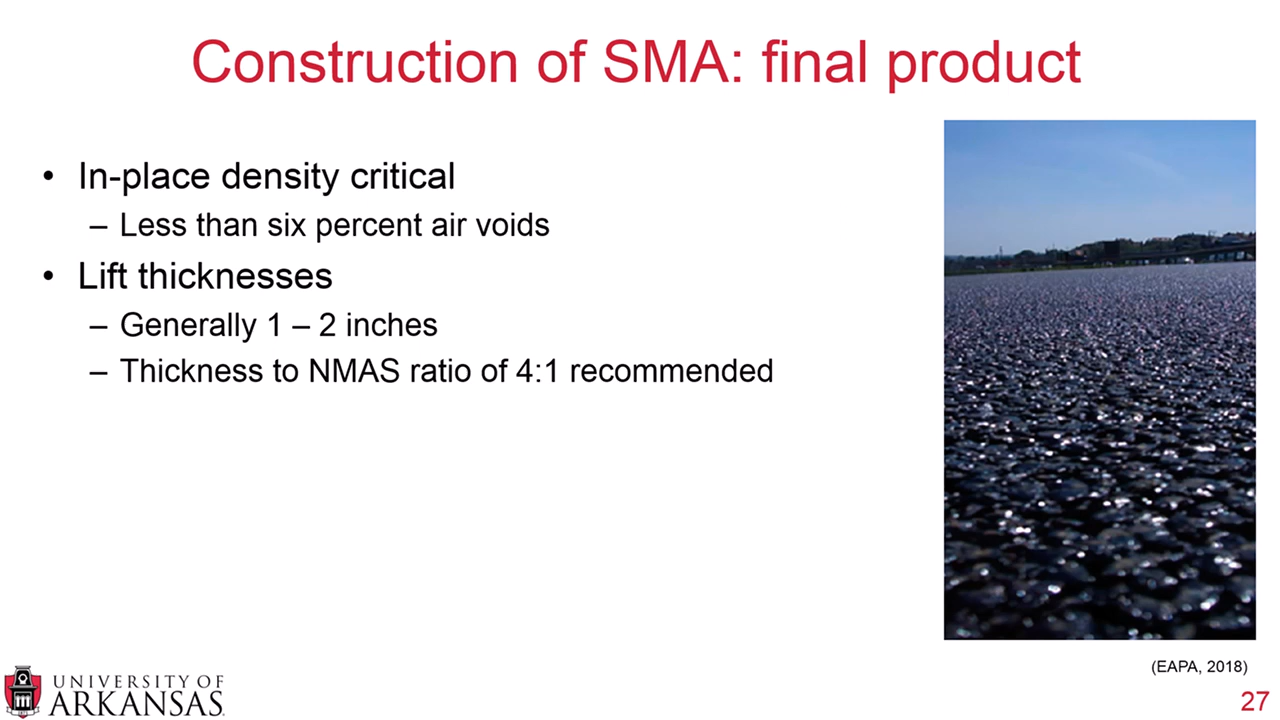 Construction of SMA: final product
• In-place density critical
– Less than six percent air voids
• Lift thicknesses
– Generally 1 – 2 inches
– Thickness to NMAS ratio of 4:1 recommended
(EAPA, 2018)
UNIVERSITY OF
ARKANSAS
27